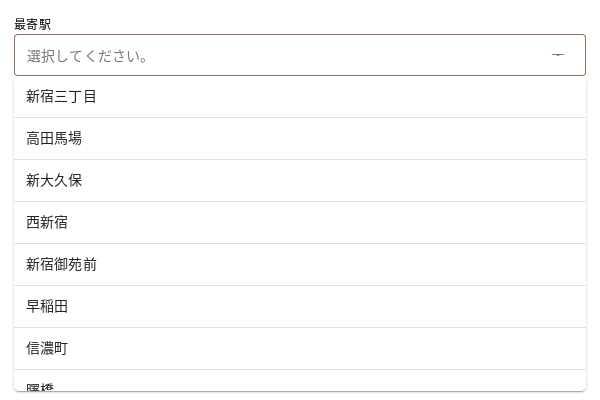 最寄駅
選択してください。
新宿三丁目
高田馬場
新大久保
西新宿
新宿御苑前
早稲田
信濃町
曙橋